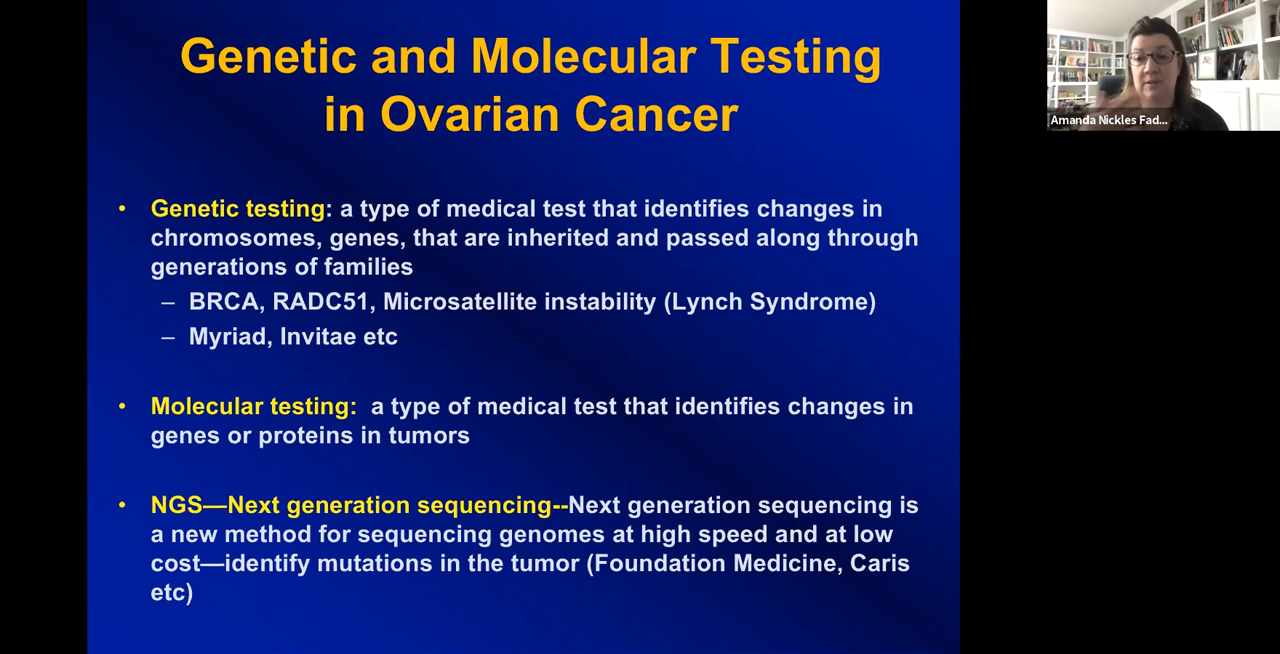 Genetic and Molecular Testing
in Ovarian Cancer
• Genetic testing: a type of medical test that identifies changes in
chromosomes, genes, that are inherited and passed along through
generations of families
– BRCA, RADC51, Microsatellite instability (Lynch Syndrome)
– Myriad, Invitae etc
• Molecular testing:  a type of medical test that identifies changes in
genes or proteins in tumors
• NGS—Next generation sequencing--Next generation sequencing is
a new method for sequencing genomes at high speed and at low
cost—identify mutations in the tumor (Foundation Medicine, Caris
etc)
Amanda Nickles Fad...